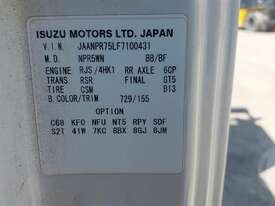 ISUZU MOTORS LTD. JAPAN
V.I.N. JAANPR75LF7100431
M.D. NPR5WN BB/BF
ENGINE RJS /4HK1 RR AXLE 6CP
TRANS. RSR FINAL GT5
TIRE CSM B13
B.COLOR/TRIM 729/155
OPTION
C68 KFO NFU NT5 RPY SDF
S2T 41W 7KC 8BX 8GJ 8JM